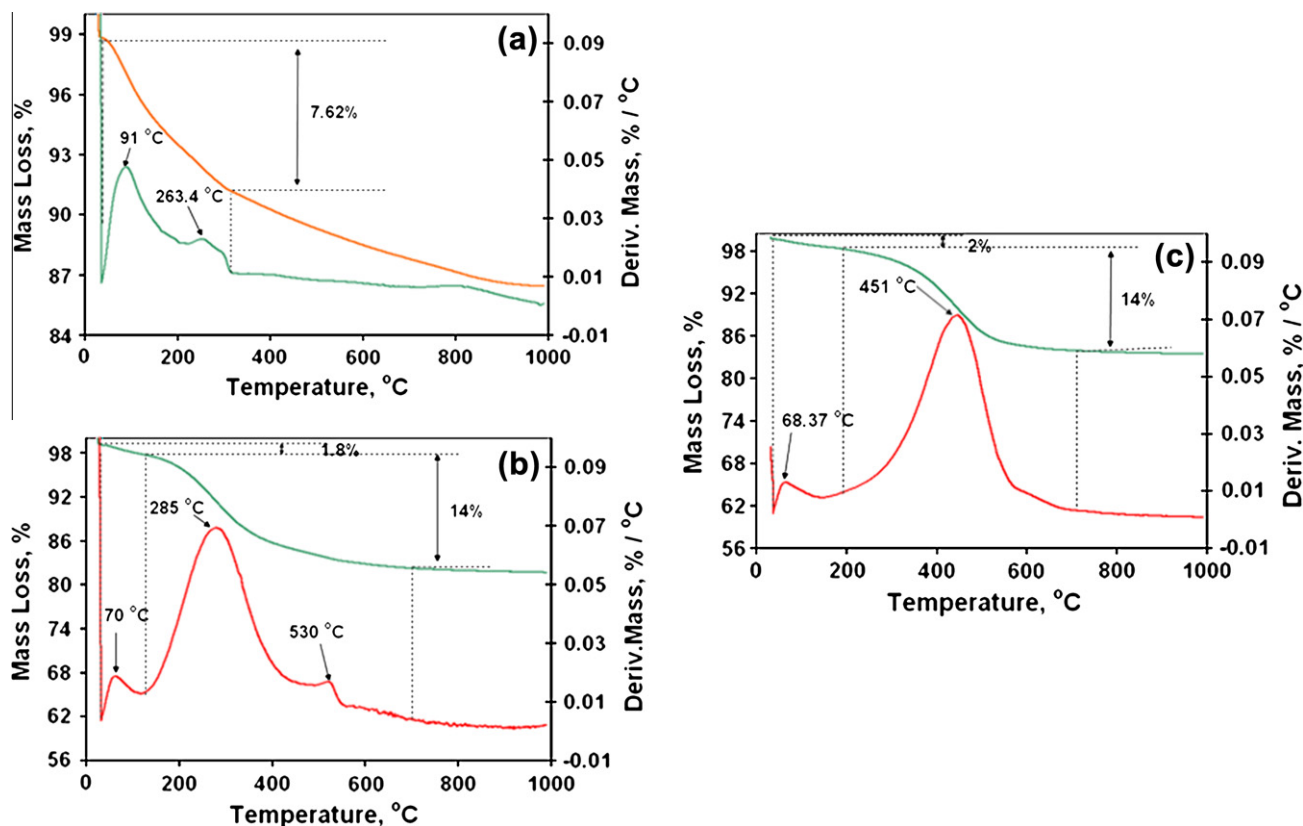 (a)
99
96
93
90
87
84
Mass Loss, %
0.09
0.07
0.05
0.03
0.01
-0.01
Deriv. Mass, % / °C
7.62%
91 °C
263.4 °C
0 200 400 600 800 1000
Temperature, °C
(b)
98
92
86
80
74
68
62
56
Mass Loss, %
0.09
0.07
0.05
0.03
0.01
-0.01
Deriv.Mass, % / °C
1.8%
14%
285 °C
70 °C
530 °C
0 200 400 600 800 1000
Temperature, °C
(c)
98
92
86
80
74
68
62
56
Mass Loss, %
0.09
0.07
0.05
0.03
0.01
-0.01
Deriv. Mass, % / °C
2%
14%
451 °C
68.37 °C
0 200 400 600 800 1000
Temperature, °C